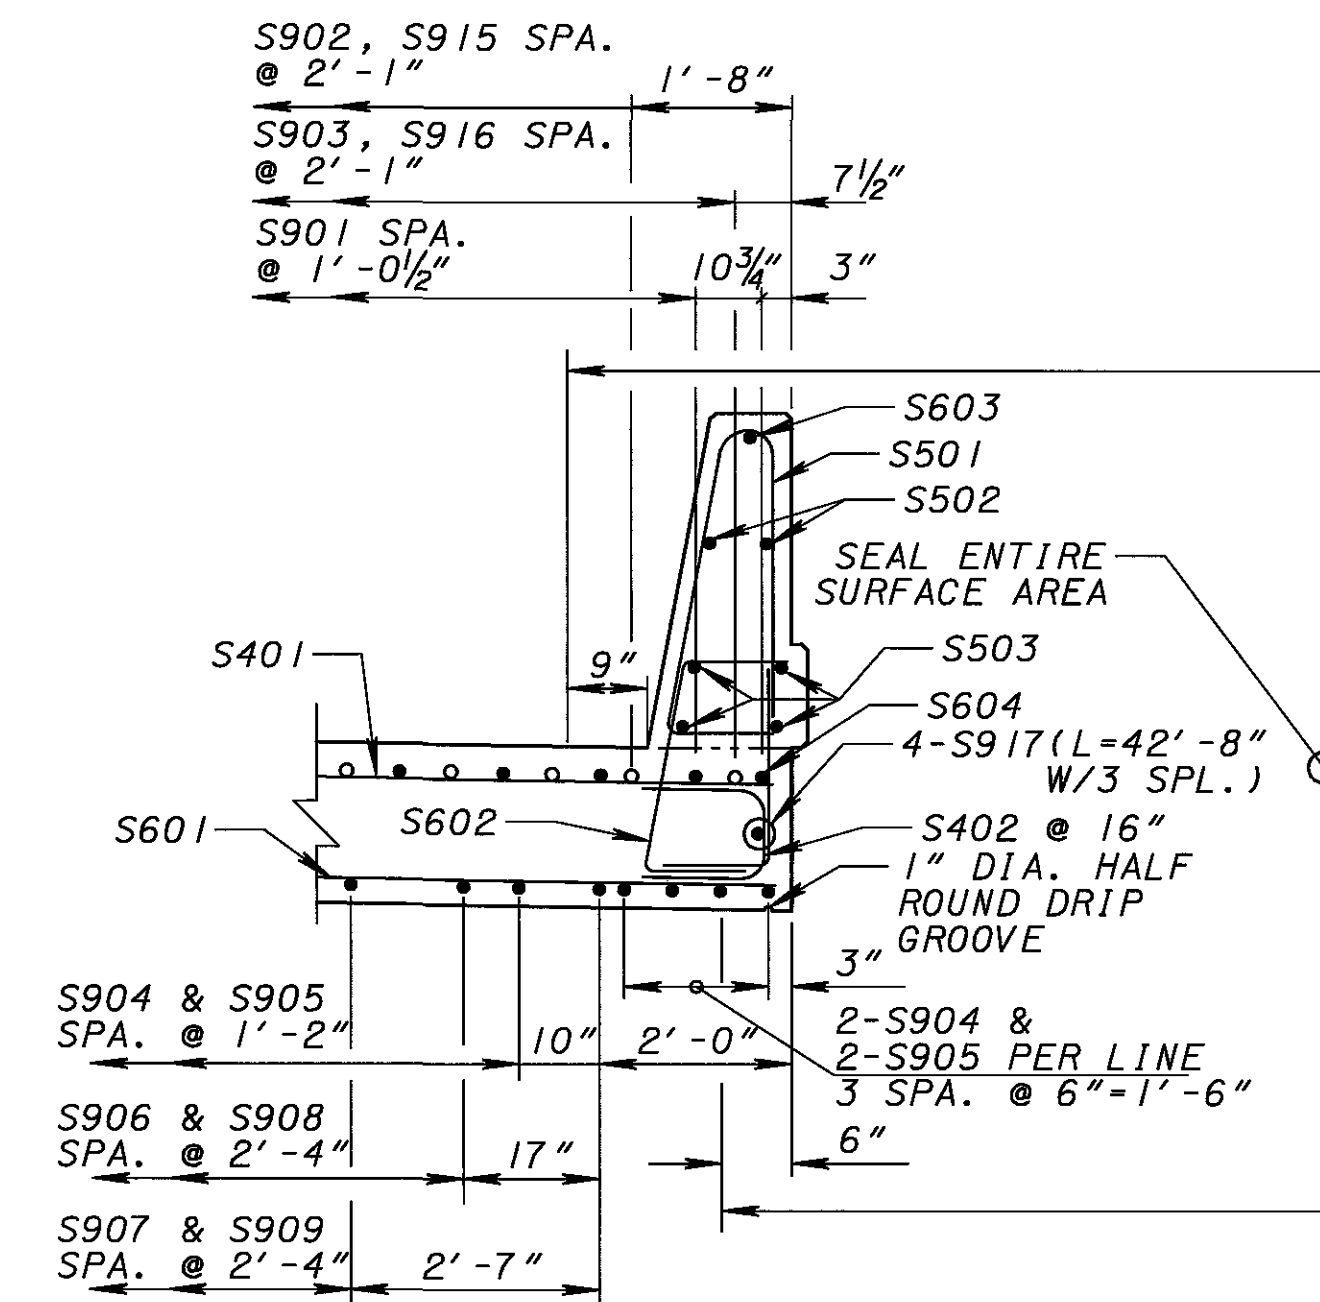 S902, S915 SPA.
@ 2'-1"
1'-8"
S903, S916 SPA.
@ 2'-1"
7½"
S901 SPA.
@ 1'-0½"
10¾"
3"
S603
S501
S502
SEAL ENTIRE
SURFACE AREA
S401
9"
S503
S604
4-S917(L=42'-8"
W/3 SPL.)
S601
S602
S402 @ 16"
1" DIA. HALF
ROUND DRIP
GROOVE
3"
S904 & S905
SPA. @ 1'-2"
10"
2'-0"
2-S904 &
2-S905 PER LINE
3 SPA. @ 6"=1'-6"
S906 & S908
SPA. @ 2'-4"
17"
6"
S907 & S909
SPA. @ 2'-4"
2'-7"